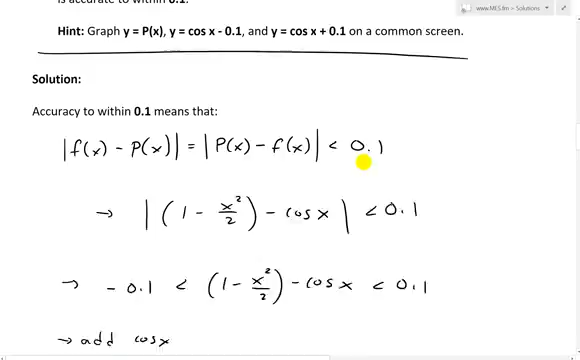 is accurate to within 0.1.
www.MES.fm > Solutions
Hint: Graph y = P(x), y = cos x - 0.1, and y = cos x + 0.1 on a common screen.
Solution:
Accuracy to within 0.1 means that:
|f(x) - P(x)| = |P(x) - f(x)| < 0.1
→ |(1 - x²/2) - cos x| < 0.1
→ -0.1 < (1 - x²/2) - cos x < 0.1
→ add cos x